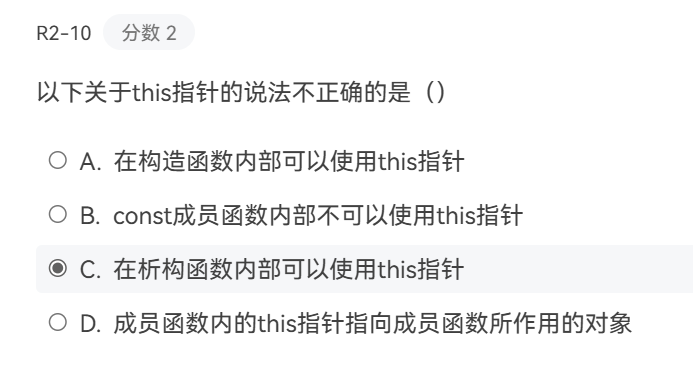 R2-10 分数 2
以下关于this指针的说法不正确的是（）
A. 在构造函数内部可以使用this指针
B. const成员函数内部不可以使用this指针
C. 在析构函数内部可以使用this指针
D. 成员函数内的this指针指向成员函数所作用的对象